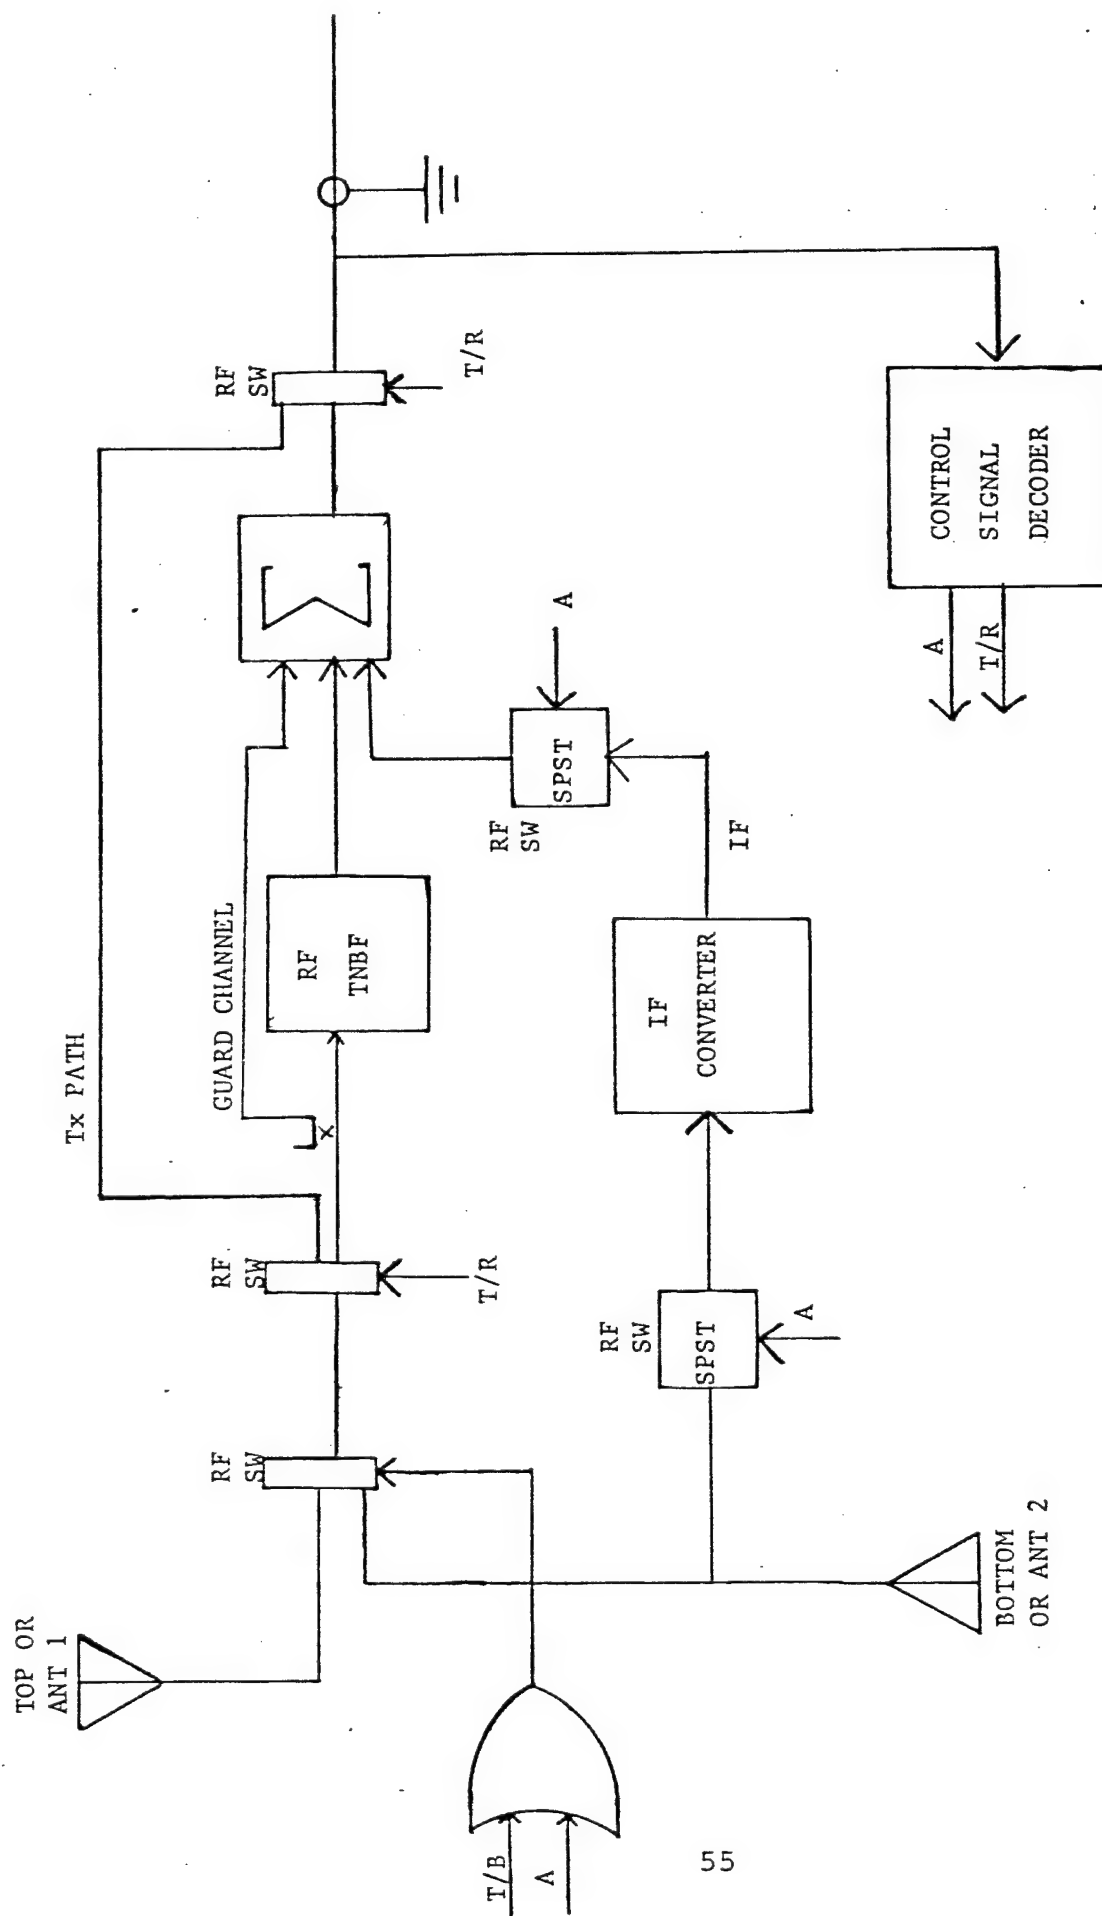 TOP OR
ANT 1
T/B
A
RF
SW
RF
SW
T/R
Tx PATH
GUARD CHANNEL
X
RF
TNBF
Σ
RF
SW
T/R
BOTTOM
OR ANT 2
RF
SW
SPST
A
IF
CONVERTER
IF
RF
SW
SPST
A
CONTROL
SIGNAL
DECODER
A
T/R
55